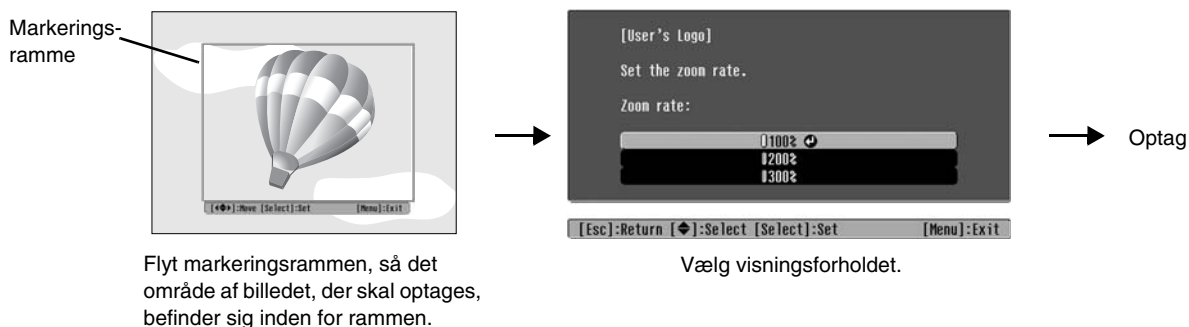 Markerings-
ramme
[User's Logo]
Set the zoom rate.
Zoom rate:
100%
200%
300%
Optag
[◀◆▶]:Move [Select]:Set [Menu]:Exit
[Esc]:Return [◆]:Select [Select]:Set [Menu]:Exit
Flyt markeringsrammen, så det
område af billedet, der skal optages,
befinder sig inden for rammen.
Vælg visningsforholdet.